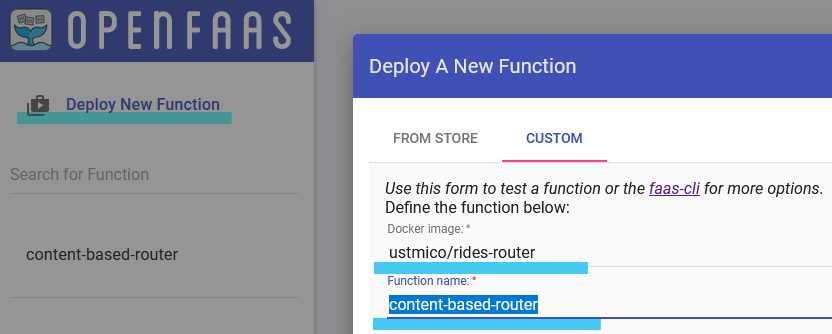 OPENFAAS
Deploy New Function
Search for Function
content-based-router
Deploy A New Function
FROM STORE CUSTOM
Use this form to test a function or the faas-cli for more options.
Define the function below:
Docker image: *
ustmico/rides-router
Function name: *
content-based-router